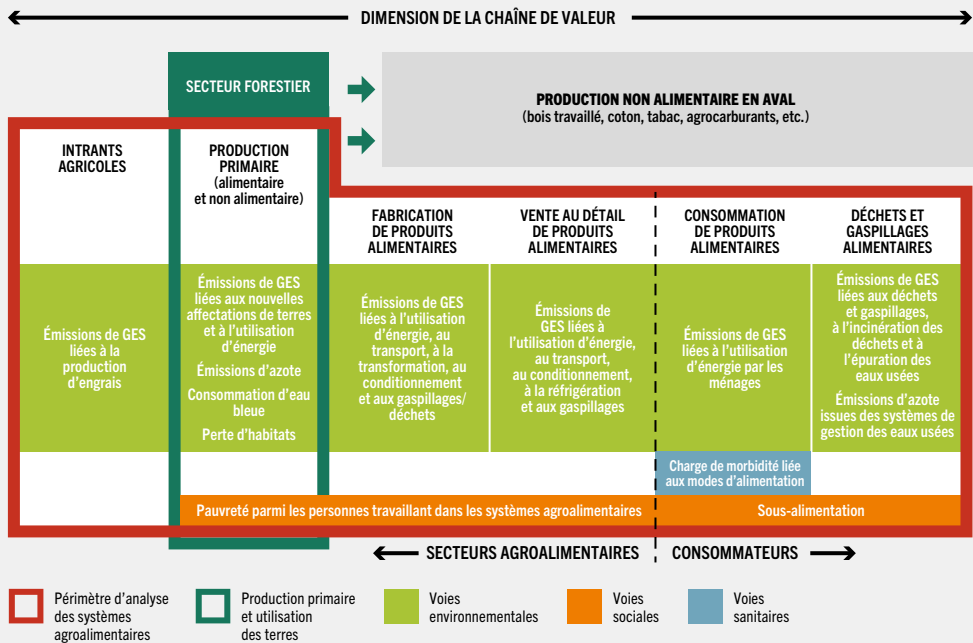 DIMENSION DE LA CHAÎNE DE VALEUR
SECTEUR FORESTIER
PRODUCTION NON ALIMENTAIRE EN AVAL
(bois travaillé, coton, tabac, agrocarburants, etc.)
INTRANTS
AGRICOLES
PRODUCTION
PRIMAIRE
(alimentaire
et non alimentaire)
FABRICATION
DE PRODUITS
ALIMENTAIRES
VENTE AU DÉTAIL
DE PRODUITS
ALIMENTAIRES
CONSOMMATION
DE PRODUITS
ALIMENTAIRES
DÉCHETS ET
GASPILLAGES
ALIMENTAIRES
Émissions de GES
liées à la
production
d'engrais
Émissions de GES
liées aux nouvelles
affectations de terres
et à l'utilisation
d'énergie
Émissions d'azote
Consommation d'eau
bleue
Perte d'habitats
Émissions de GES
liées à l'utilisation
d'énergie, au
transport, à la
transformation, au
conditionnement
et aux gaspillages/
déchets
Émissions de
GES liées à
l'utilisation d'énergie,
au transport,
au conditionnement,
à la réfrigération
et aux gaspillages
Émissions de GES
liées à l'utilisation
d'énergie par les
ménages
Émissions de GES
liées aux déchets
et gaspillages,
à l'incinération des
déchets et à
l'épuration des
eaux usées
Émissions d'azote
issues des systèmes de
gestion des eaux usées
Charge de morbidité liée
aux modes d'alimentation
Pauvreté parmi les personnes travaillant dans les systèmes agroalimentaires
Sous-alimentation
SECTEURS AGROALIMENTAIRES
CONSOMMATEURS
Périmètre d'analyse
des systèmes
agroalimentaires
Production primaire
et utilisation
des terres
Voies
environnementales
Voies
sociales
Voies
sanitaires